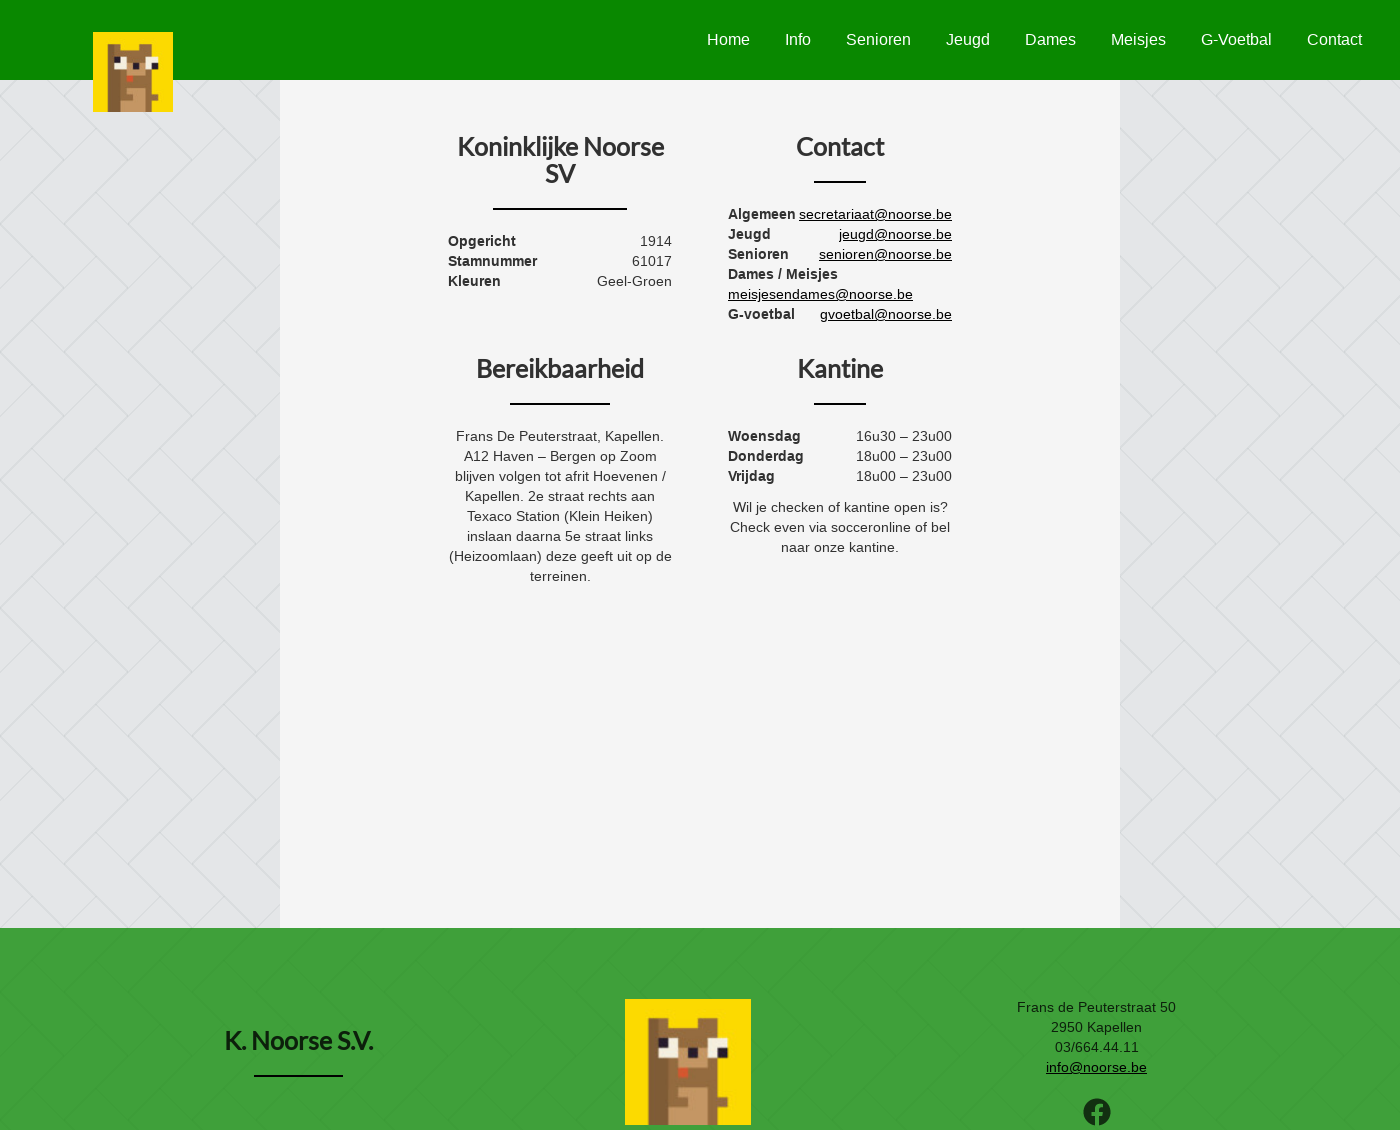 Home Info Senioren Jeugd Dames Meisjes G-Voetbal Contact
Koninklijke Noorse
SV
Opgericht 1914
Stamnummer 61017
Kleuren Geel-Groen
Contact
Algemeen secretariaat@noorse.be
Jeugd jeugd@noorse.be
Senioren senioren@noorse.be
Dames / Meisjes
meisjesendames@noorse.be
G-voetbal gvoetbal@noorse.be
Bereikbaarheid
Frans De Peuterstraat, Kapellen.
A12 Haven – Bergen op Zoom
blijven volgen tot afrit Hoevenen /
Kapellen. 2e straat rechts aan
Texaco Station (Klein Heiken)
inslaan daarna 5e straat links
(Heizoomlaan) deze geeft uit op de
terreinen.
Kantine
Woensdag 16u30 – 23u00
Donderdag 18u00 – 23u00
Vrijdag 18u00 – 23u00
Wil je checken of kantine open is?
Check even via socceronline of bel
naar onze kantine.
K. Noorse S.V.
Frans de Peuterstraat 50
2950 Kapellen
03/664.44.11
info@noorse.be